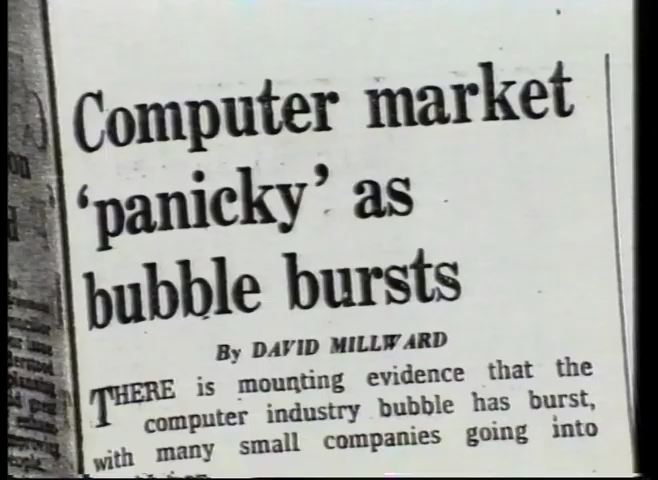 Computer market
‘panicky’ as
bubble bursts
By DAVID MILLWARD
THERE is mounting evidence that the
computer industry bubble has burst,
with many small companies going into